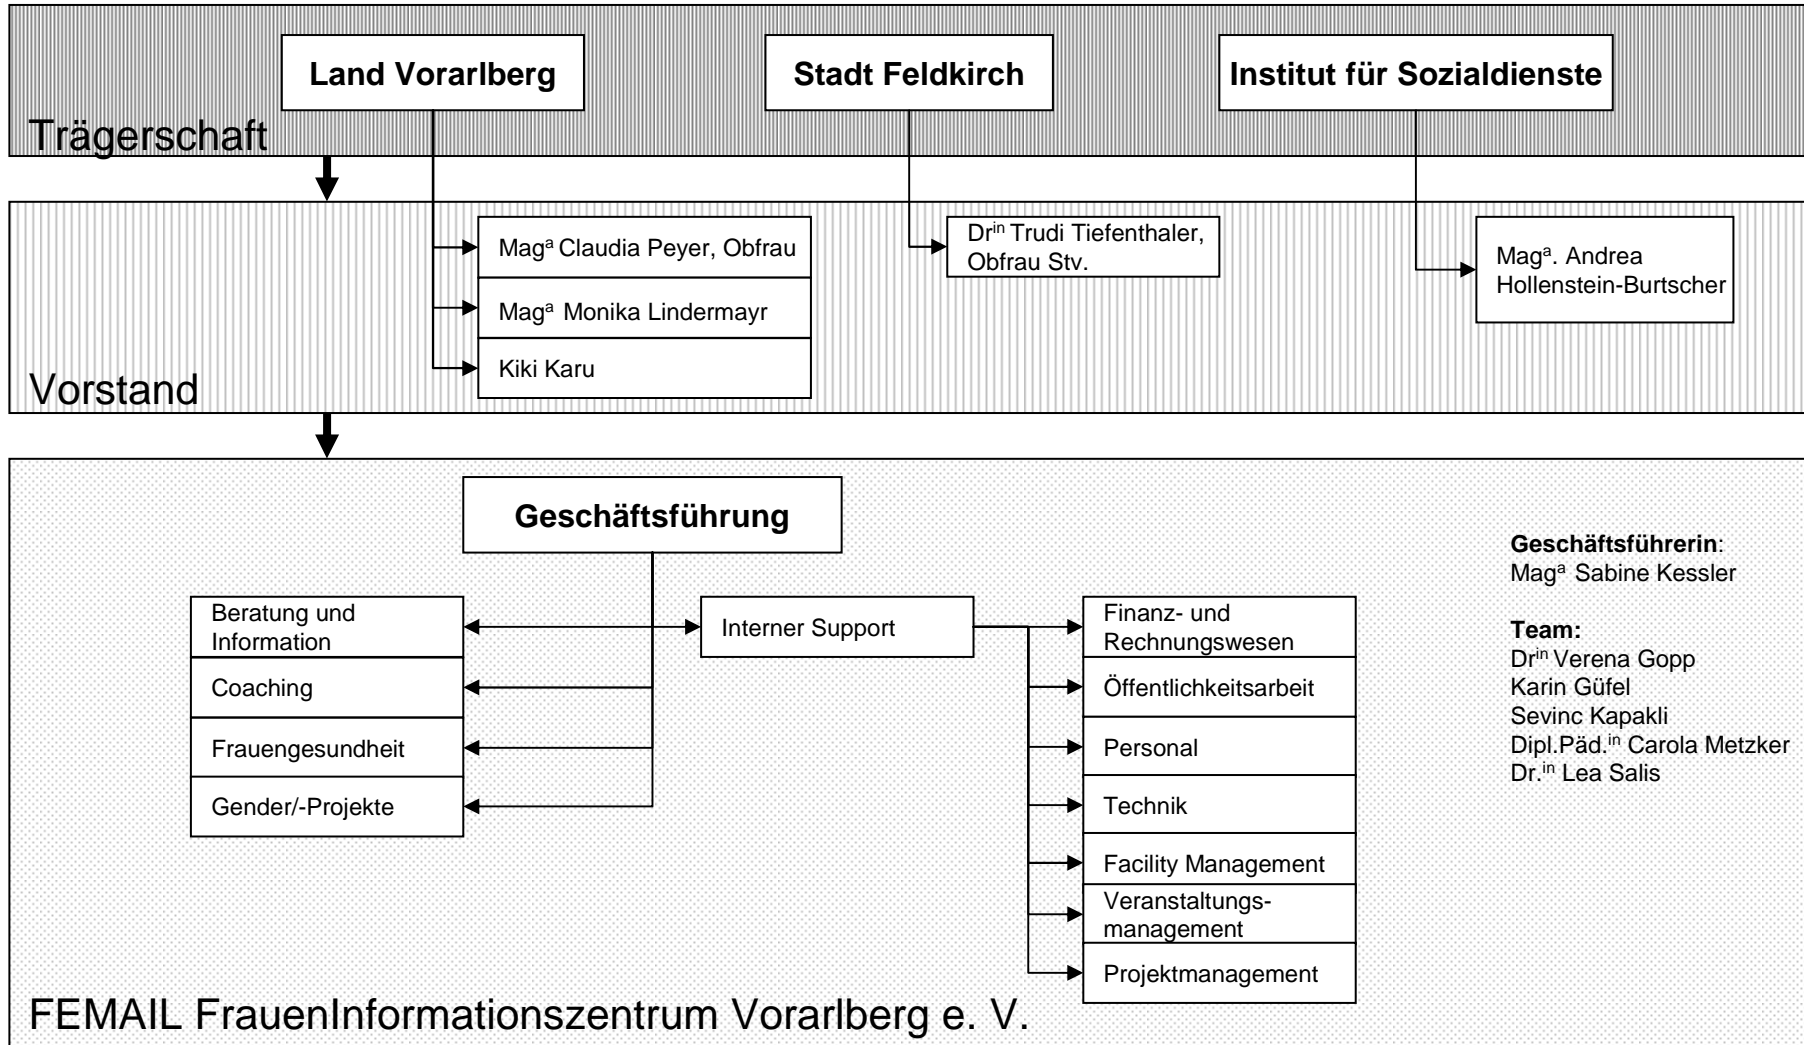 Land Vorarlberg
Stadt Feldkirch
Institut für Sozialdienste
Trägerschaft
Magᵃ Claudia Peyer, Obfrau
Magᵃ Monika Lindermayr
Kiki Karu
Drⁱⁿ Trudi Tiefenthaler,
Obfrau Stv.
Magᵃ. Andrea
Hollenstein-Burtscher
Vorstand
Geschäftsführung
Beratung und
Information
Coaching
Frauengesundheit
Gender/-Projekte
Interner Support
Finanz- und
Rechnungswesen
Öffentlichkeitsarbeit
Personal
Technik
Facility Management
Veranstaltungs-
management
Projektmanagement
Geschäftsführerin:
Magᵃ Sabine Kessler
Team:
Drⁱⁿ Verena Gopp
Karin Güfel
Sevinc Kapakli
Dipl.Päd.ⁱⁿ Carola Metzker
Dr.ⁱⁿ Lea Salis
FEMAIL FrauenInformationszentrum Vorarlberg e. V.